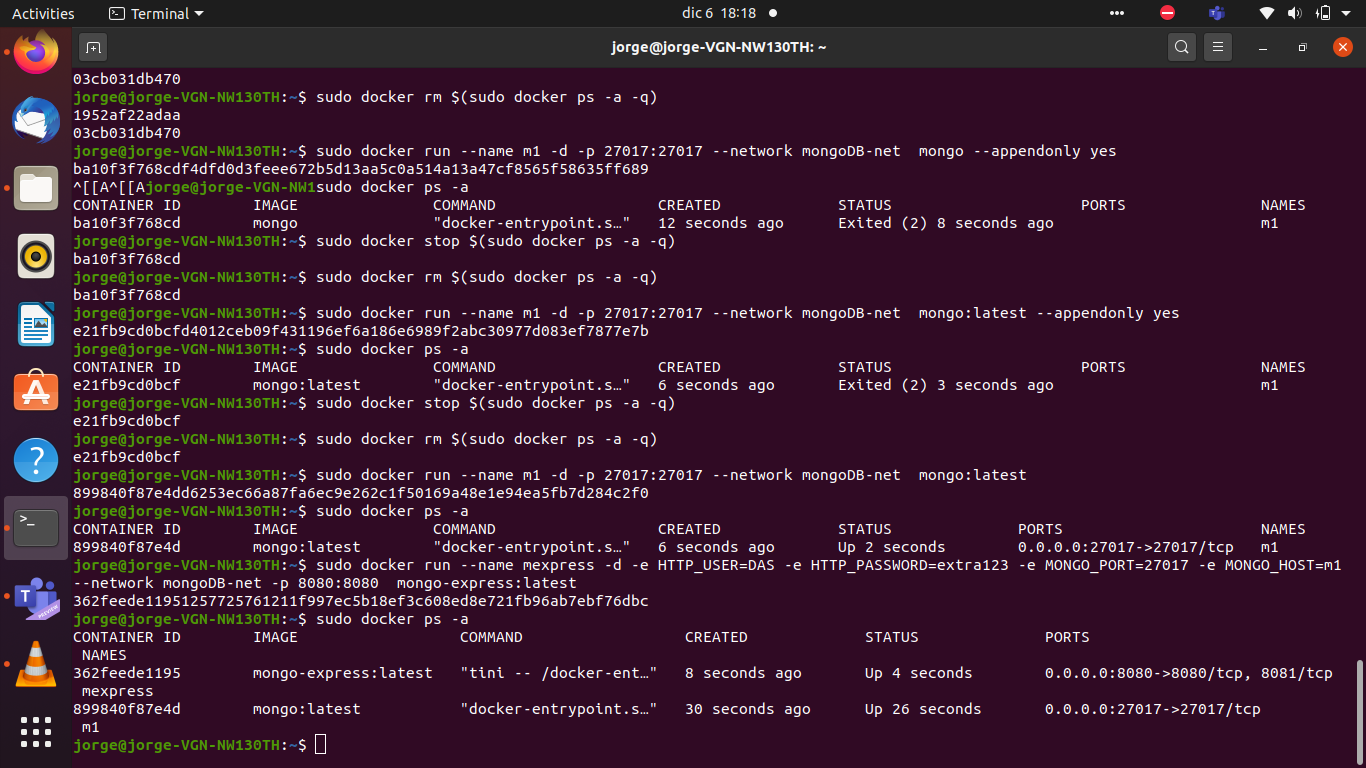 Activities
Terminal
dic 6 18:18
jorge@jorge-VGN-NW130TH: ~
03cb031db470
jorge@jorge-VGN-NW130TH:~$ sudo docker rm $(sudo docker ps -a -q)
1952af22adaa
03cb031db470
jorge@jorge-VGN-NW130TH:~$ sudo docker run --name m1 -d -p 27017:27017 --network mongoDB-net  mongo --appendonly yes
ba10f3f768cdf4dfd0d3feee672b5d13aa5c0a514a13a47cf8565f58635ff689
^[[A^[[Ajorge@jorge-VGN-NW1sudo docker ps -a
CONTAINER ID        IMAGE               COMMAND                  CREATED             STATUS                     PORTS               NAMES
ba10f3f768cd        mongo               "docker-entrypoint.s…"   12 seconds ago      Exited (2) 8 seconds ago                       m1
jorge@jorge-VGN-NW130TH:~$ sudo docker stop $(sudo docker ps -a -q)
ba10f3f768cd
jorge@jorge-VGN-NW130TH:~$ sudo docker rm $(sudo docker ps -a -q)
ba10f3f768cd
jorge@jorge-VGN-NW130TH:~$ sudo docker run --name m1 -d -p 27017:27017 --network mongoDB-net  mongo:latest --appendonly yes
e21fb9cd0bcfd4012ceb09f431196ef6a186e6989f2abc30977d083ef7877e7b
jorge@jorge-VGN-NW130TH:~$ sudo docker ps -a
CONTAINER ID        IMAGE               COMMAND                  CREATED             STATUS                     PORTS               NAMES
e21fb9cd0bcf        mongo:latest        "docker-entrypoint.s…"   6 seconds ago       Exited (2) 3 seconds ago                       m1
jorge@jorge-VGN-NW130TH:~$ sudo docker stop $(sudo docker ps -a -q)
e21fb9cd0bcf
jorge@jorge-VGN-NW130TH:~$ sudo docker rm $(sudo docker ps -a -q)
e21fb9cd0bcf
jorge@jorge-VGN-NW130TH:~$ sudo docker run --name m1 -d -p 27017:27017 --network mongoDB-net  mongo:latest
899840f87e4dd6253ec66a87fa6ec9e262c1f50169a48e1e94ea5fb7d284c2f0
jorge@jorge-VGN-NW130TH:~$ sudo docker ps -a
CONTAINER ID        IMAGE               COMMAND                  CREATED             STATUS              PORTS                      NAMES
899840f87e4d        mongo:latest        "docker-entrypoint.s…"   6 seconds ago       Up 2 seconds        0.0.0.0:27017->27017/tcp   m1
jorge@jorge-VGN-NW130TH:~$ sudo docker run --name mexpress -d -e HTTP_USER=DAS -e HTTP_PASSWORD=extra123 -e MONGO_PORT=27017 -e MONGO_HOST=m1
--network mongoDB-net -p 8080:8080  mongo-express:latest
362feede11951257725761211f997ec5b18ef3c608ed8e721fb96ab7ebf76dbc
jorge@jorge-VGN-NW130TH:~$ sudo docker ps -a
CONTAINER ID        IMAGE                  COMMAND                  CREATED             STATUS              PORTS
NAMES
362feede1195        mongo-express:latest   "tini -- /docker-ent…"   8 seconds ago       Up 4 seconds        0.0.0.0:8080->8080/tcp, 8081/tcp
mexpress
899840f87e4d        mongo:latest           "docker-entrypoint.s…"   30 seconds ago      Up 26 seconds       0.0.0.0:27017->27017/tcp
m1
jorge@jorge-VGN-NW130TH:~$